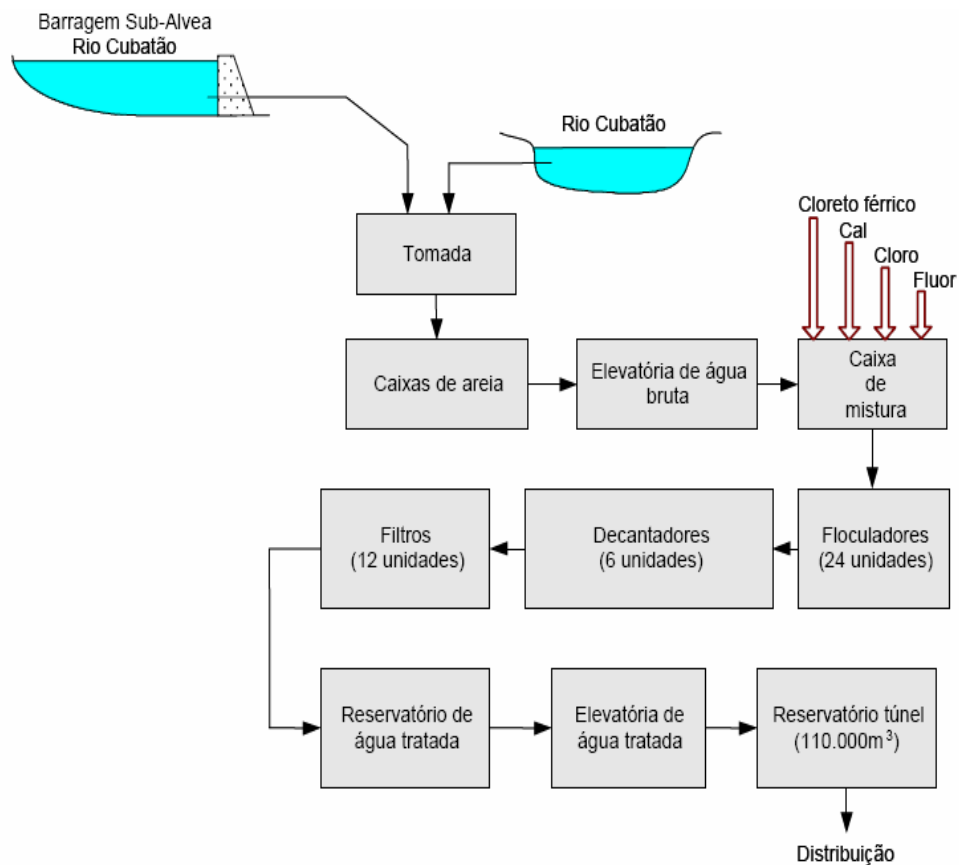 Barragem Sub-Alvea
Rio Cubatão
Rio Cubatão
Tomada
Cloreto férrico
Cal
Cloro
Fluor
Caixas de areia
Elevatória de água
bruta
Caixa
de
mistura
Filtros
(12 unidades)
Decantadores
(6 unidades)
Floculadores
(24 unidades)
Reservatório de
água tratada
Elevatória de
água tratada
Reservatório túnel
(110.000m³)
Distribuição